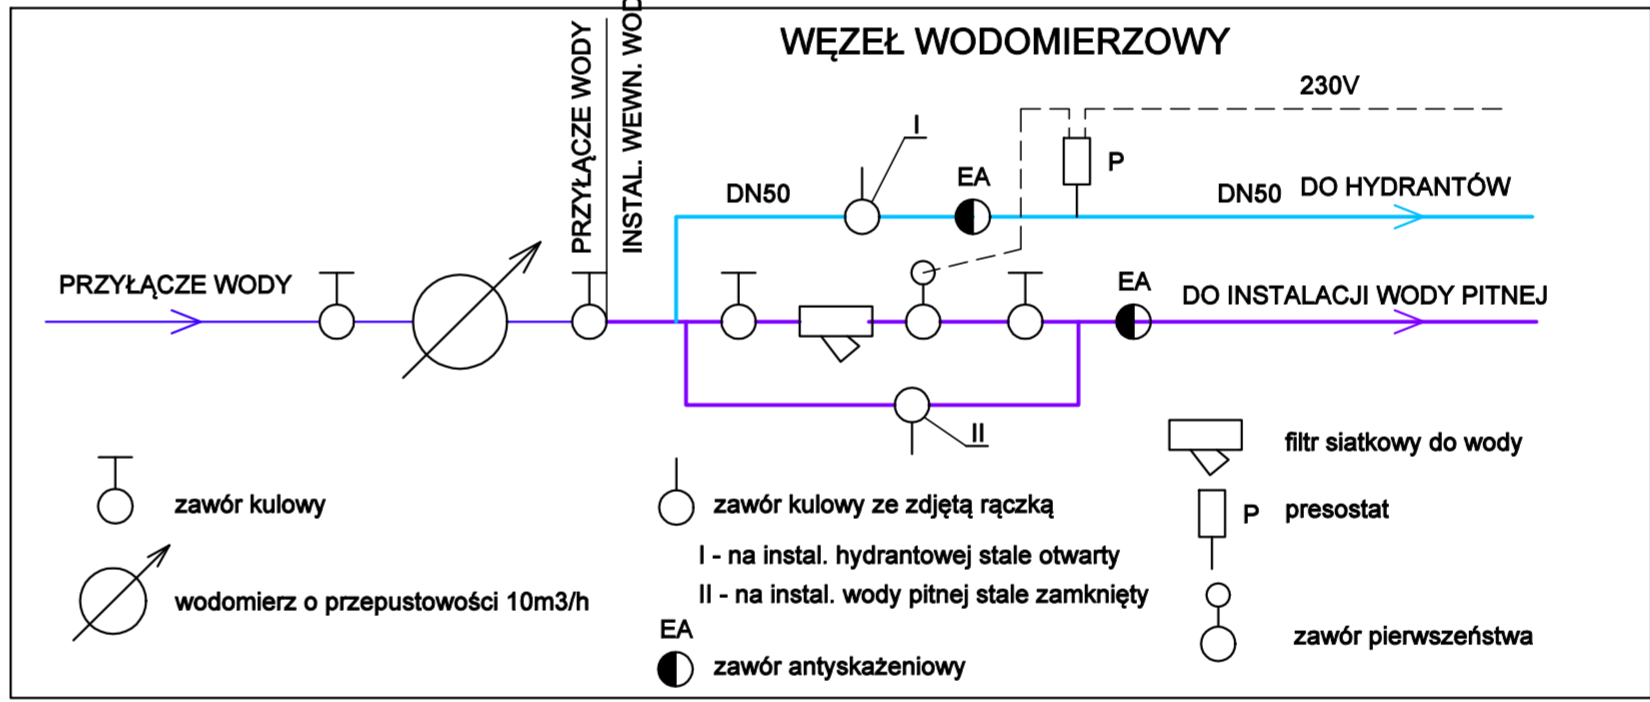 WĘZEŁ WODOMIERZOWY
PRZYŁĄCZE WODY
INSTAL. WEWN. WOD
230V
I
P
EA
DN50
DN50
DO HYDRANTÓW
PRZYŁĄCZE WODY
EA
DO INSTALACJI WODY PITNEJ
II
filtr siatkowy do wody
zawór kulowy
zawór kulowy ze zdjętą rączką
P
presostat
I - na instal. hydrantowej stale otwarty
II - na instal. wody pitnej stale zamknięty
wodomierz o przepustowości 10m3/h
EA
zawór pierwszeństwa
zawór antyskażeniowy